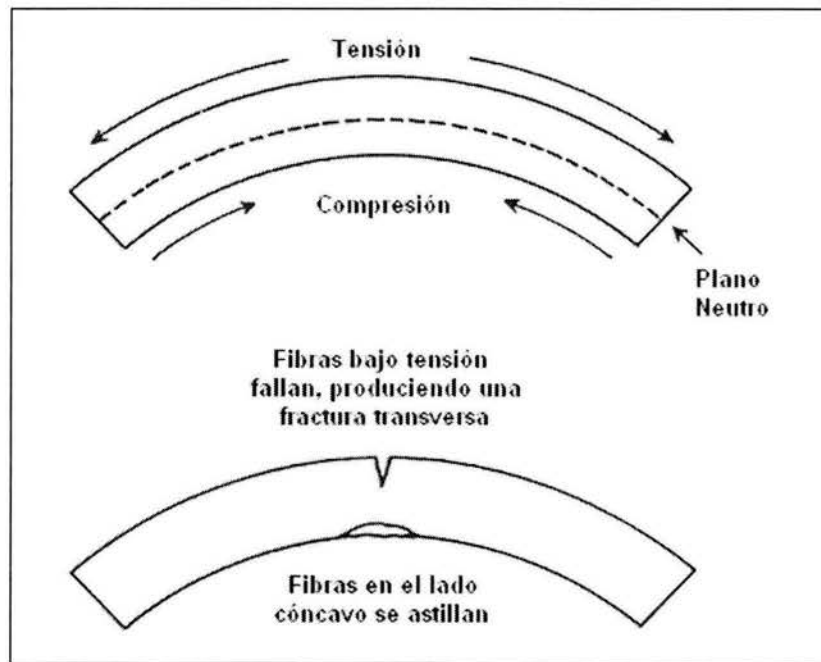 Tensión
Compresión
Plano
Neutro
Fibras bajo tensión
fallan, produciendo una
fractura transversa
Fibras en el lado
cóncavo se astillan